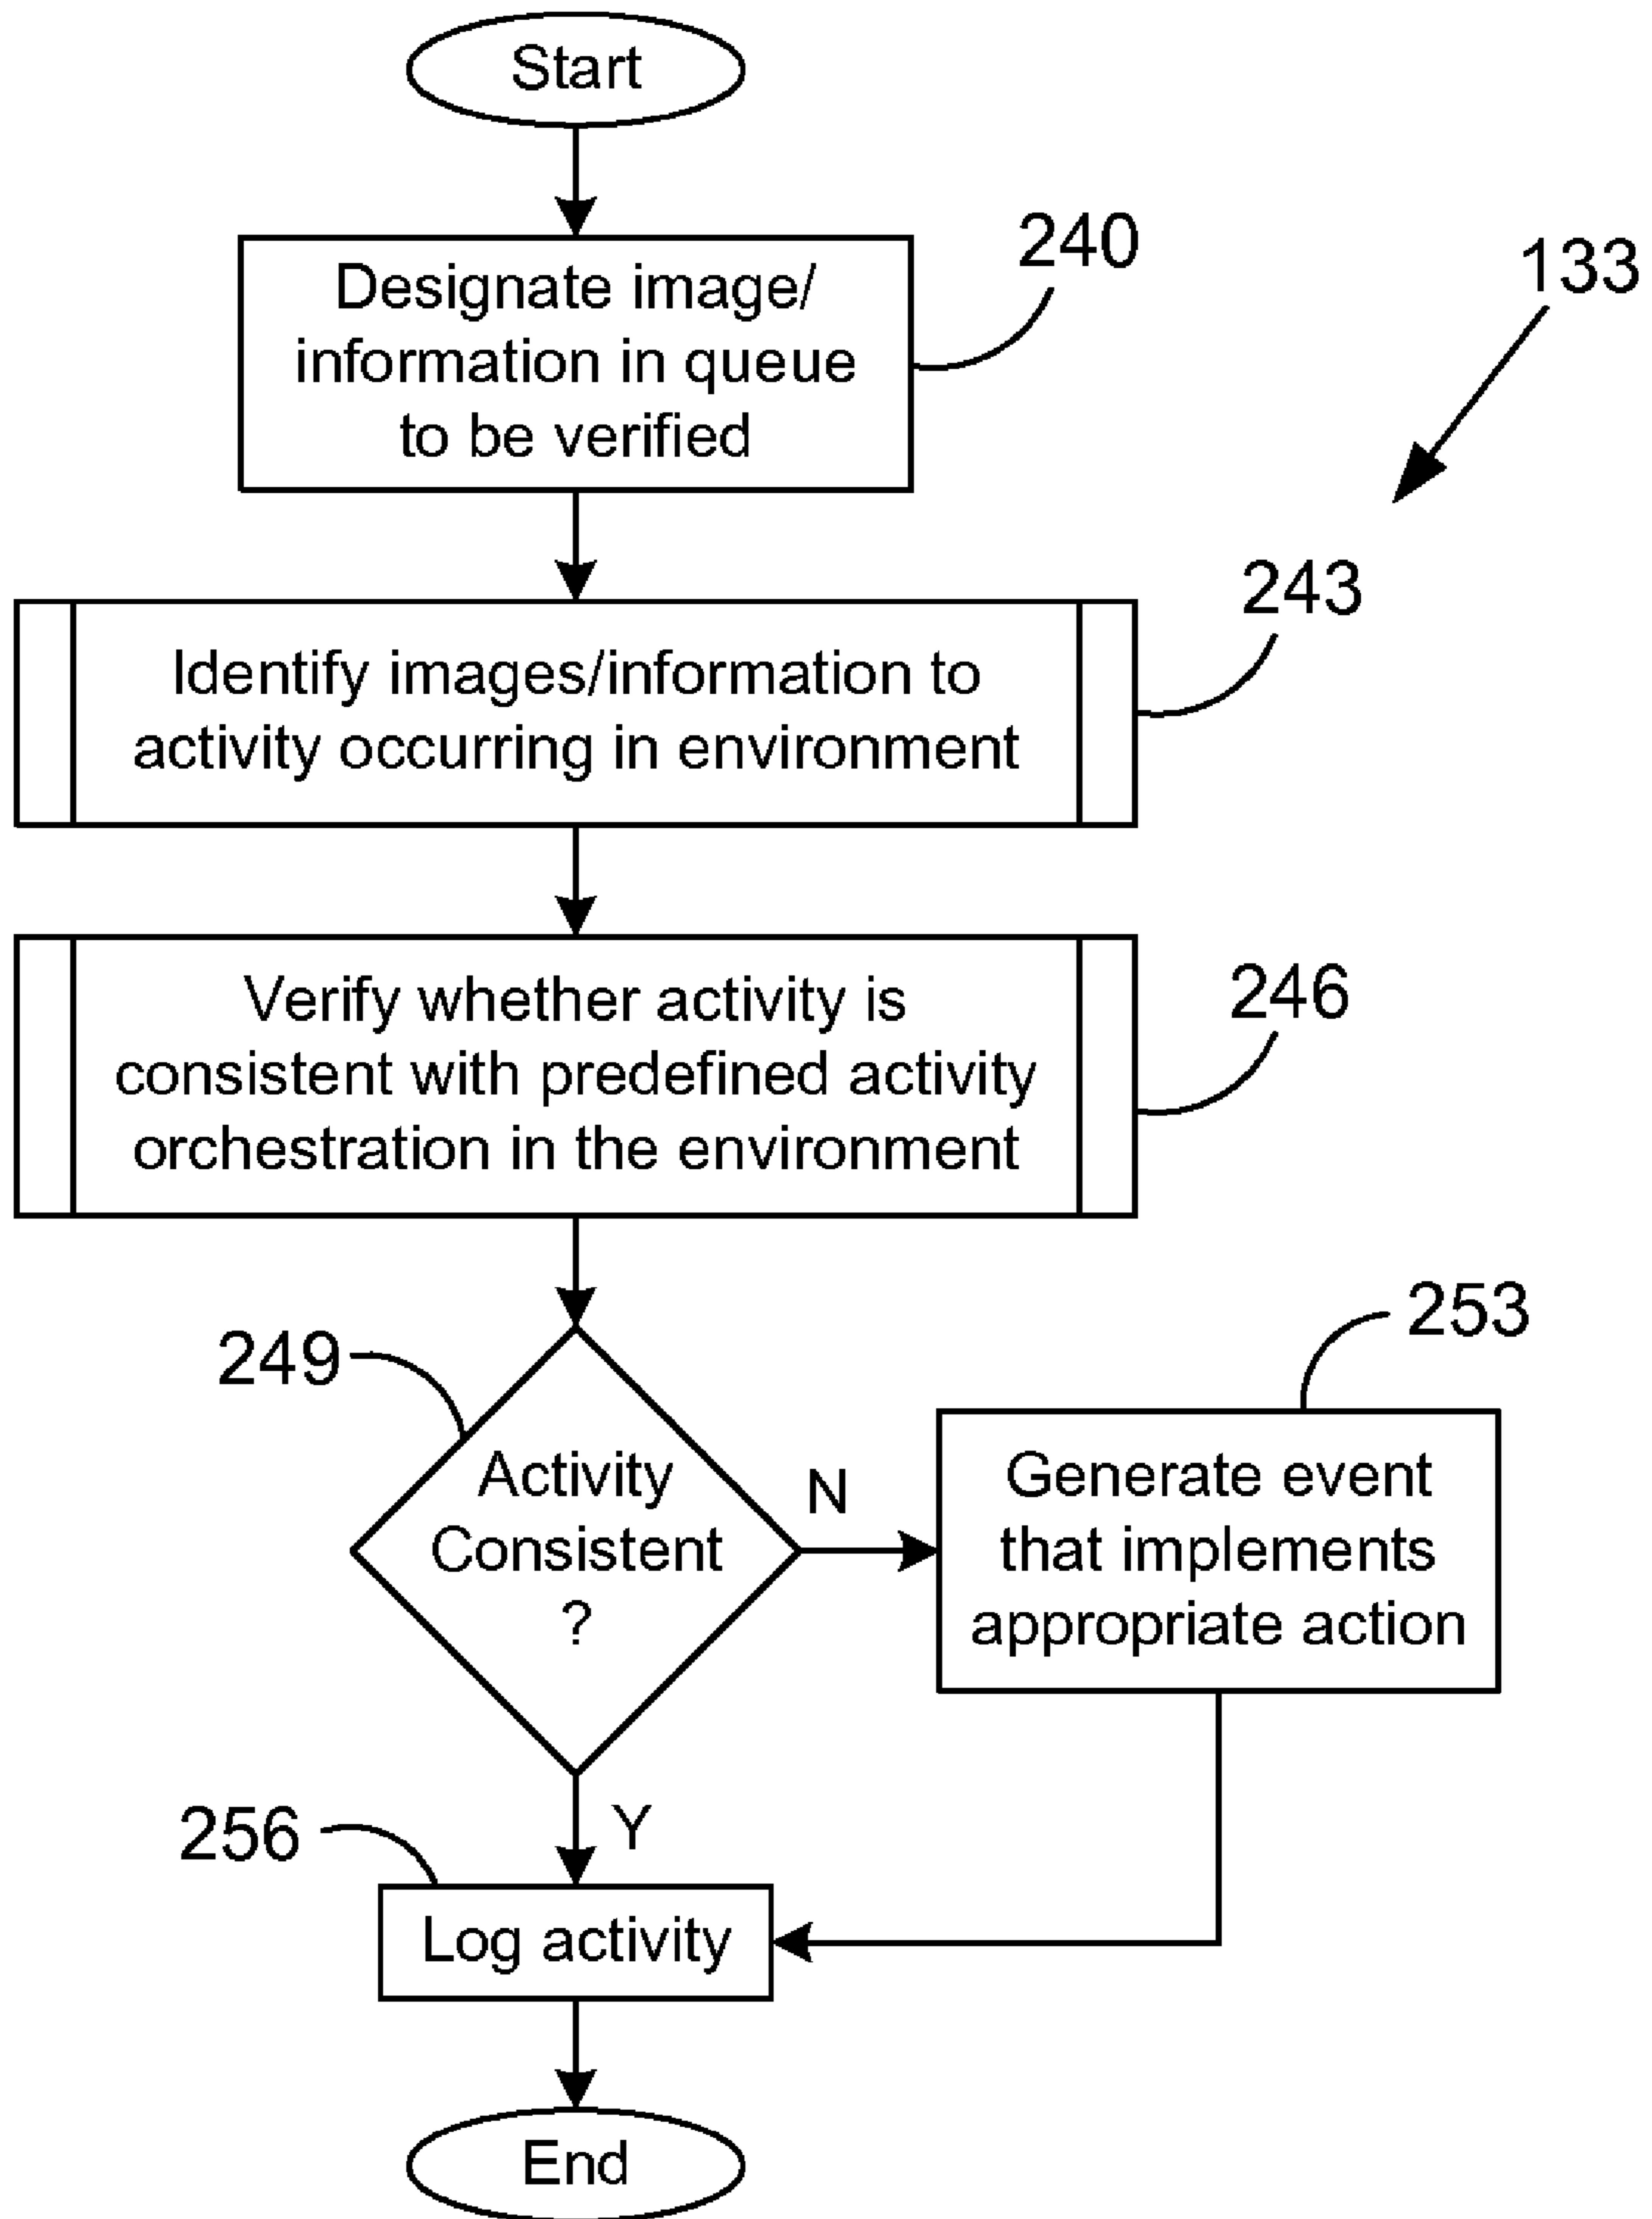 Start
Designate image/
information in queue
to be verified
240
133
Identify images/information to
activity occurring in environment
243
Verify whether activity is
consistent with predefined activity
orchestration in the environment
246
249
Activity
Consistent
?
N
253
Generate event
that implements
appropriate action
Y
256
Log activity
End